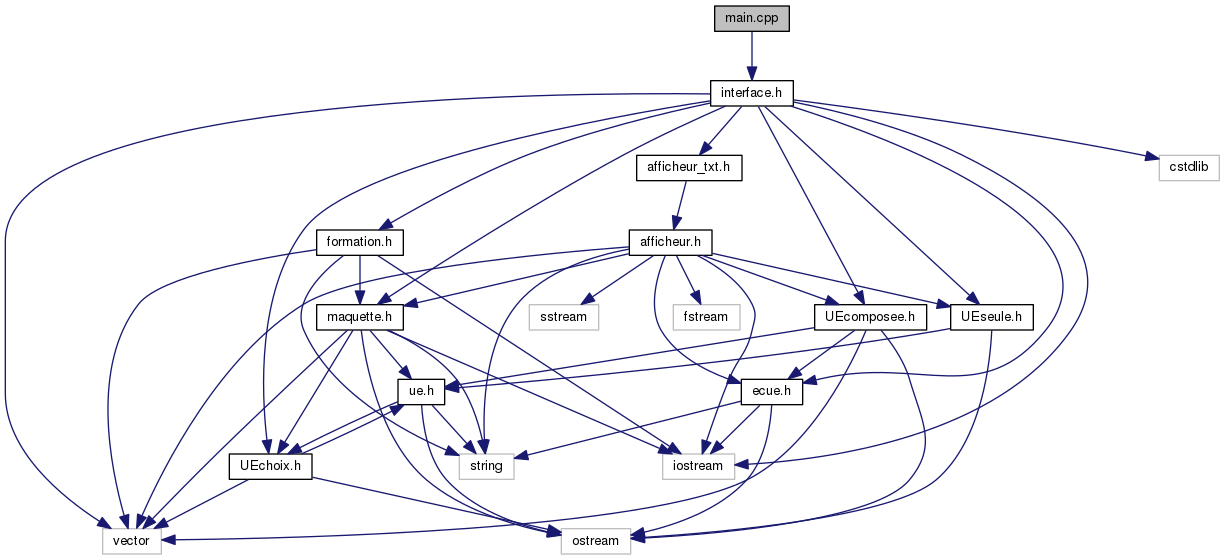 main.cpp
interface.h
afficheur_txt.h
cstdlib
formation.h
afficheur.h
maquette.h
sstream
fstream
UEcomposee.h
UEseule.h
ue.h
ecue.h
UEchoix.h
string
iostream
vector
ostream